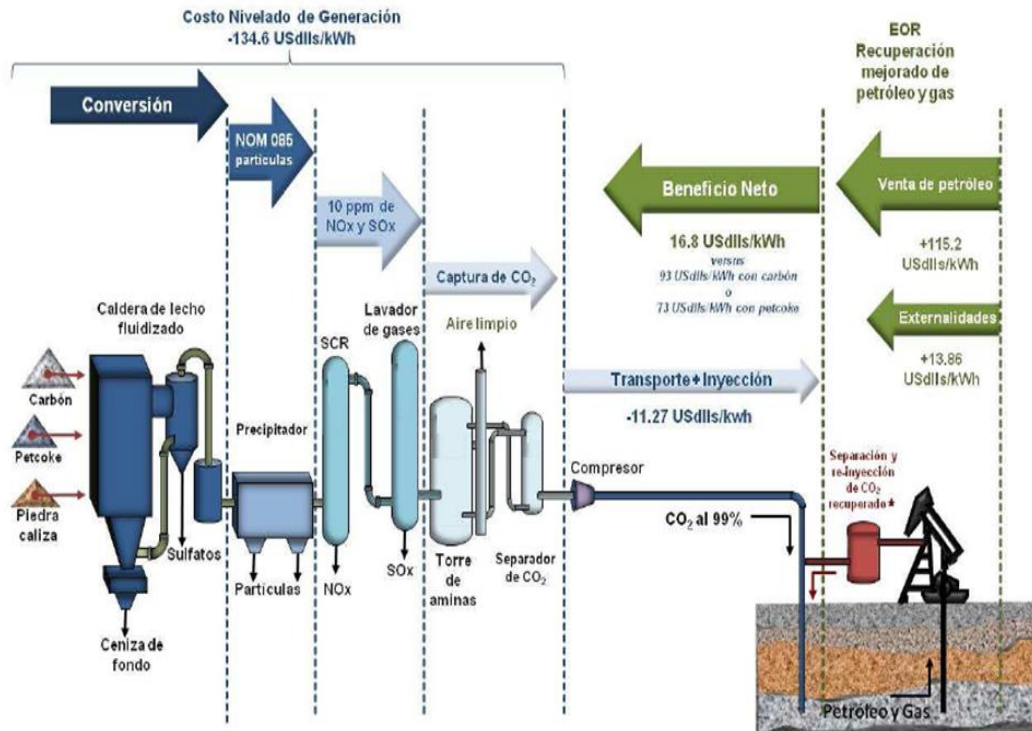 Costo Nivelado de Generación
-134.6 USdlls/kWh
EOR
Recuperación
mejorado de
petróleo y gas
Conversión
NOM 085
partículas
10 ppm de
NOx y SOx
Captura de CO₂
Beneficio Neto
16.8 USdlls/kWh
versus
93 USdlls/kWh con carbón
o
73 USdlls/kWh con petcoke
Venta de petróleo
+115.2
USdlls/kWh
Externalidades
+13.86
USdlls/kWh
Transporte+Inyección
-11.27 USdlls/kwh
Caldera de lecho
fluidizado
Carbón
Petcoke
Piedra
caliza
Sulfatos
Ceniza de
fondo
Precipitador
Partículas
SCR
NOx
Lavador
de gases
SOx
Aire limpio
Torre
de
aminas
Separador
de CO₂
Compresor
CO₂ al 99%
Separación y
re-inyección
de CO₂
recuperado*
Petróleo y Gas